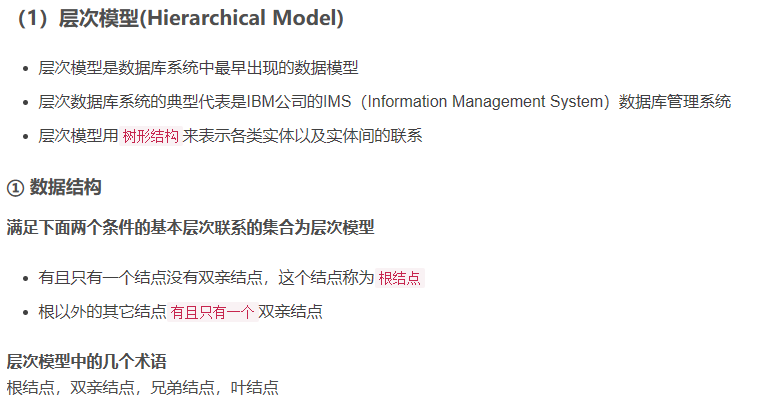 （1）层次模型(Hierarchical Model)
层次模型是数据库系统中最早出现的数据模型
层次数据库系统的典型代表是IBM公司的IMS（Information Management System）数据库管理系统
层次模型用 树形结构 来表示各类实体以及实体间的联系
① 数据结构
满足下面两个条件的基本层次联系的集合为层次模型
有且只有一个结点没有双亲结点，这个结点称为 根结点
根以外的其它结点 有且只有一个 双亲结点
层次模型中的几个术语
根结点，双亲结点，兄弟结点，叶结点